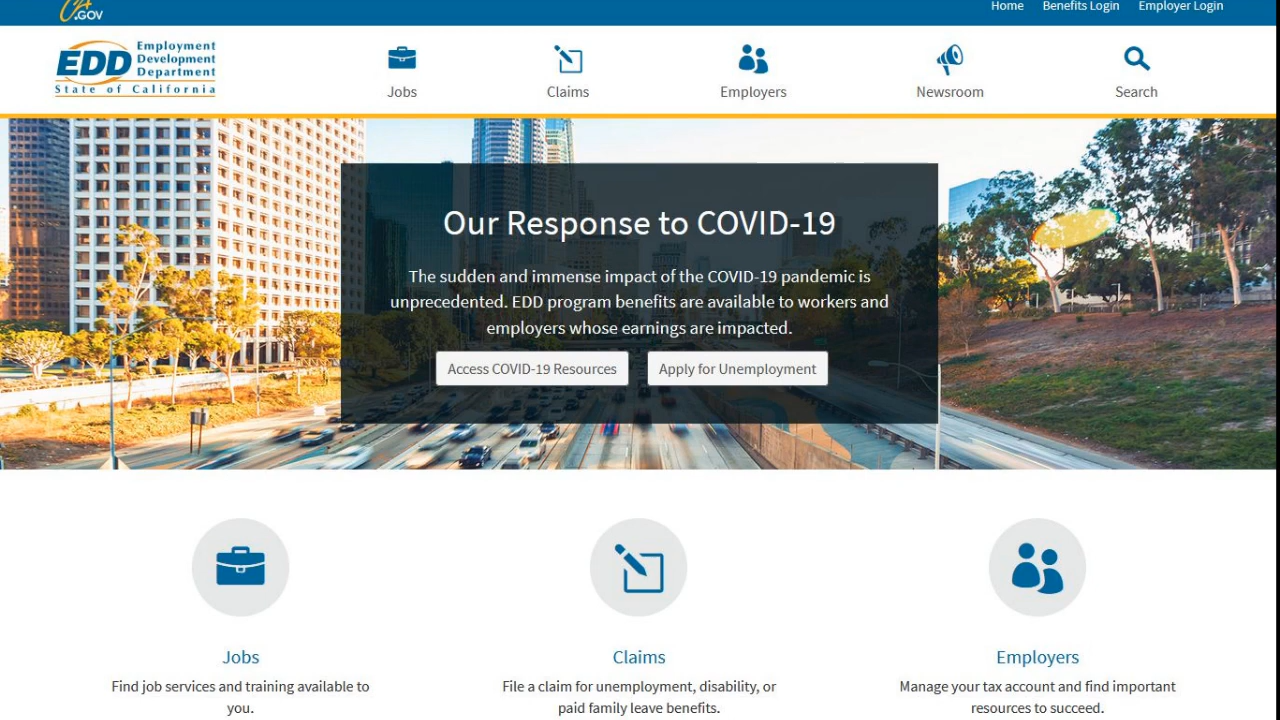 CA.GOV
Home Benefits Login Employer Login
EDD Employment
Development
Department
State of California
Jobs Claims Employers Newsroom Search
Our Response to COVID-19
The sudden and immense impact of the COVID-19 pandemic is
unprecedented. EDD program benefits are available to workers and
employers whose earnings are impacted.
Access COVID-19 Resources Apply for Unemployment
Jobs
Find job services and training available to
you.
Claims
File a claim for unemployment, disability, or
paid family leave benefits.
Employers
Manage your tax account and find important
resources to succeed.